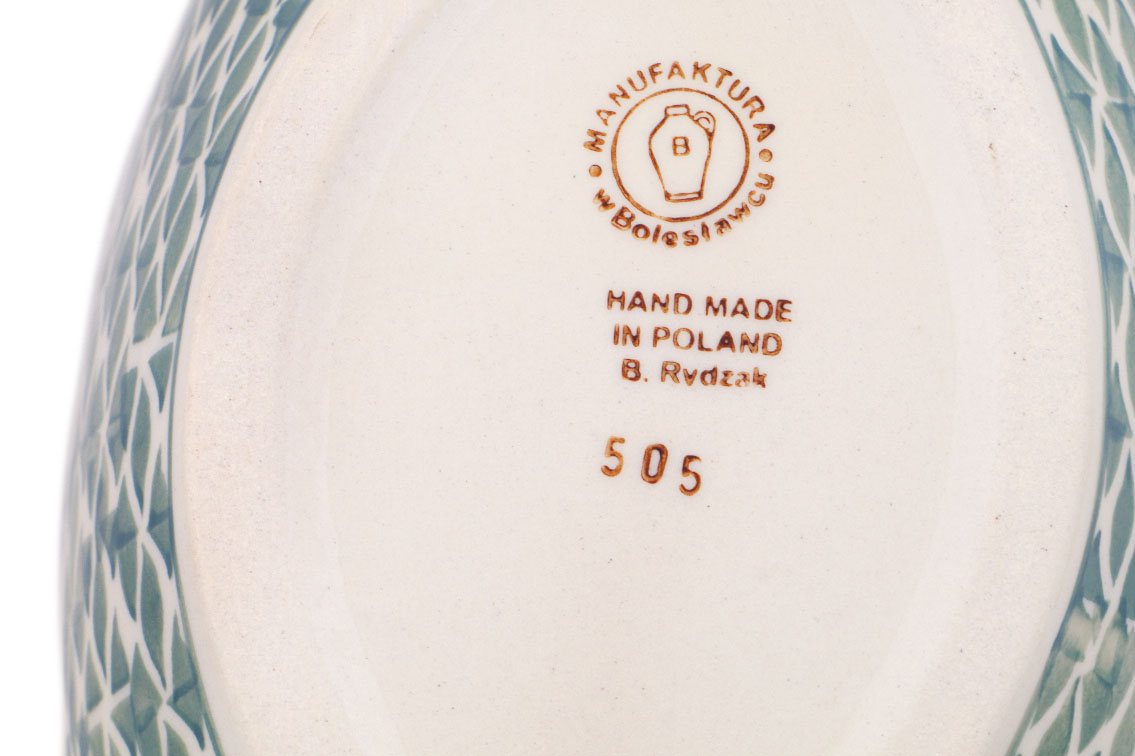 MANUFAKTURA
w Bolesławcu
B
HAND MADE
IN POLAND
B. Rydzak
505